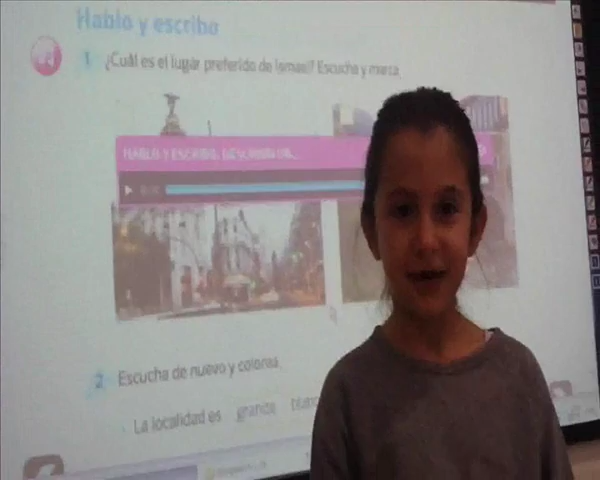 Hablo y escribo
1 ¿Cuál es el lugar preferido de Ismael? Escucha y marca.
HABLO Y ESCRIBO. DESCRIBIR UN...
2 Escucha de nuevo y colorea.
La localidad es grande